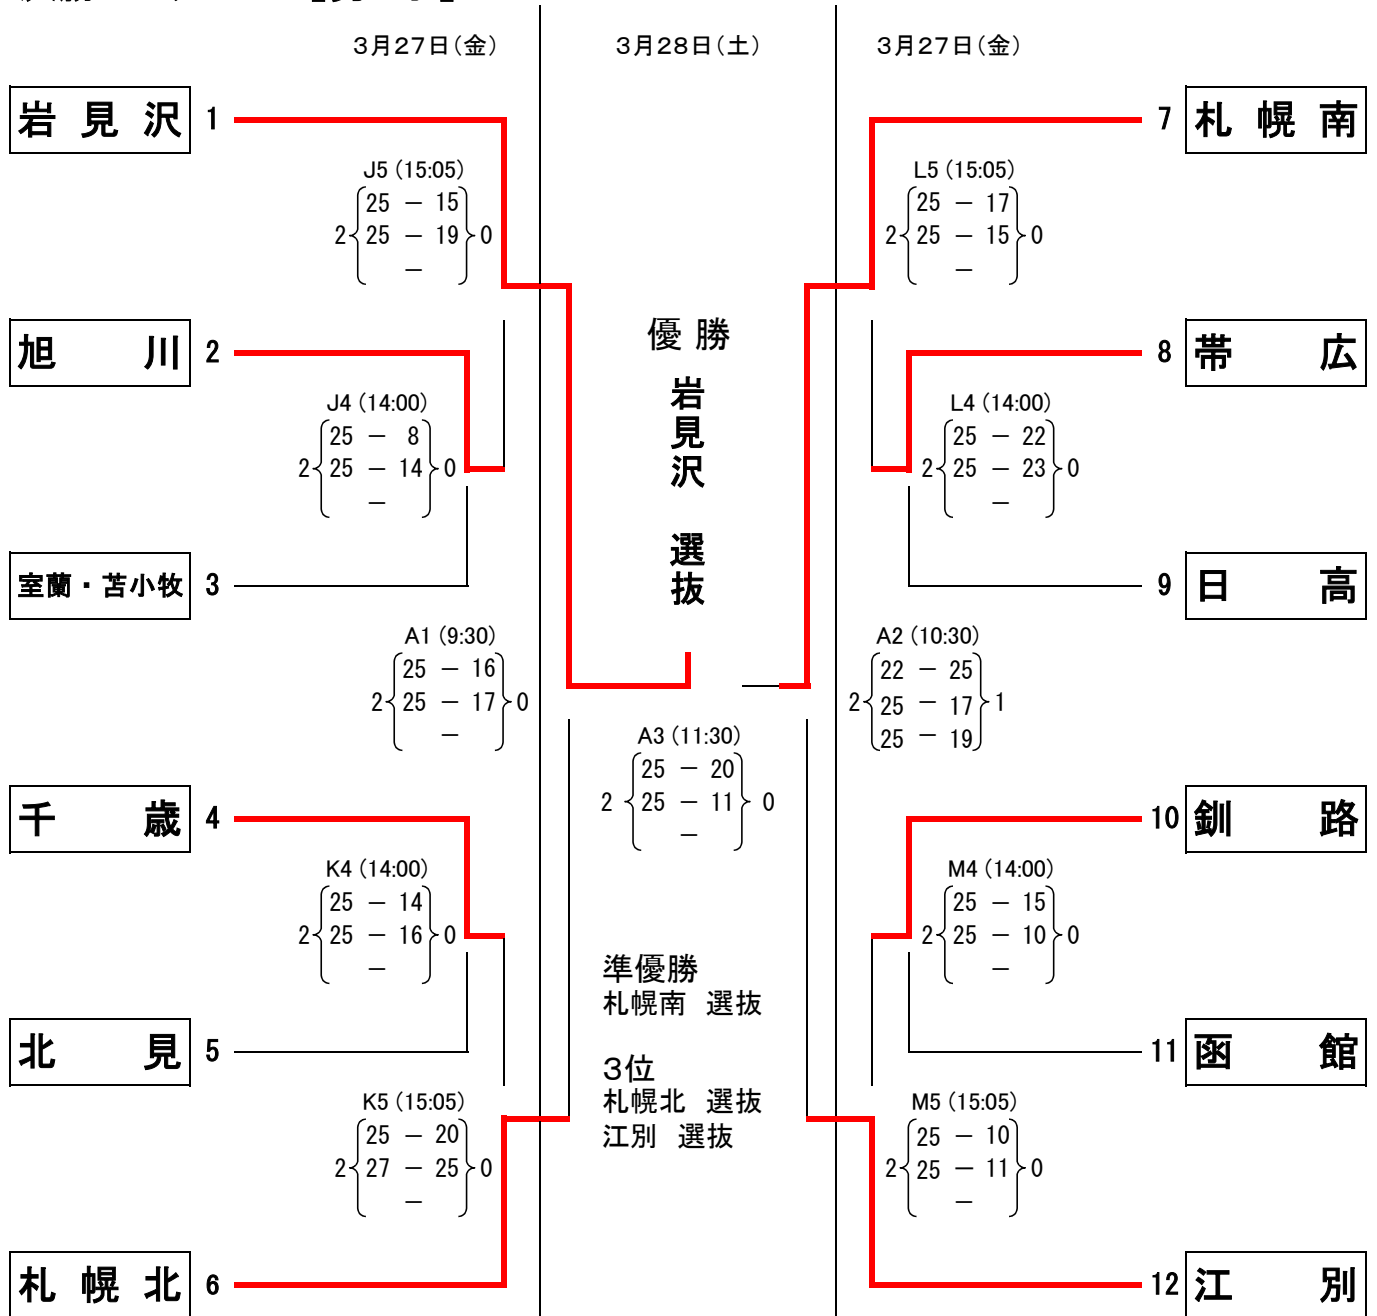 3月27日(金)
3月28日(土)
3月27日(金)
岩見沢 1
7 札幌南
J5 (15:05)
25 － 15
2 25 － 19 0
－
L5 (15:05)
25 － 17
2 25 － 15 0
－
旭川 2
8 帯広
優勝
岩見沢　選抜
J4 (14:00)
25 － 8
2 25 － 14 0
－
L4 (14:00)
25 － 22
2 25 － 23 0
－
室蘭・苫小牧 3
9 日高
A1 (9:30)
25 － 16
2 25 － 17 0
－
A2 (10:30)
22 － 25
2 25 － 17 1
25 － 19
A3 (11:30)
25 － 20
2 25 － 11 0
－
千歳 4
10 釧路
K4 (14:00)
25 － 14
2 25 － 16 0
－
M4 (14:00)
25 － 15
2 25 － 10 0
－
準優勝
札幌南　選抜
3位
札幌北　選抜
江別　選抜
北見 5
11 函館
K5 (15:05)
25 － 20
2 27 － 25 0
－
M5 (15:05)
25 － 10
2 25 － 11 0
－
札幌北 6
12 江別